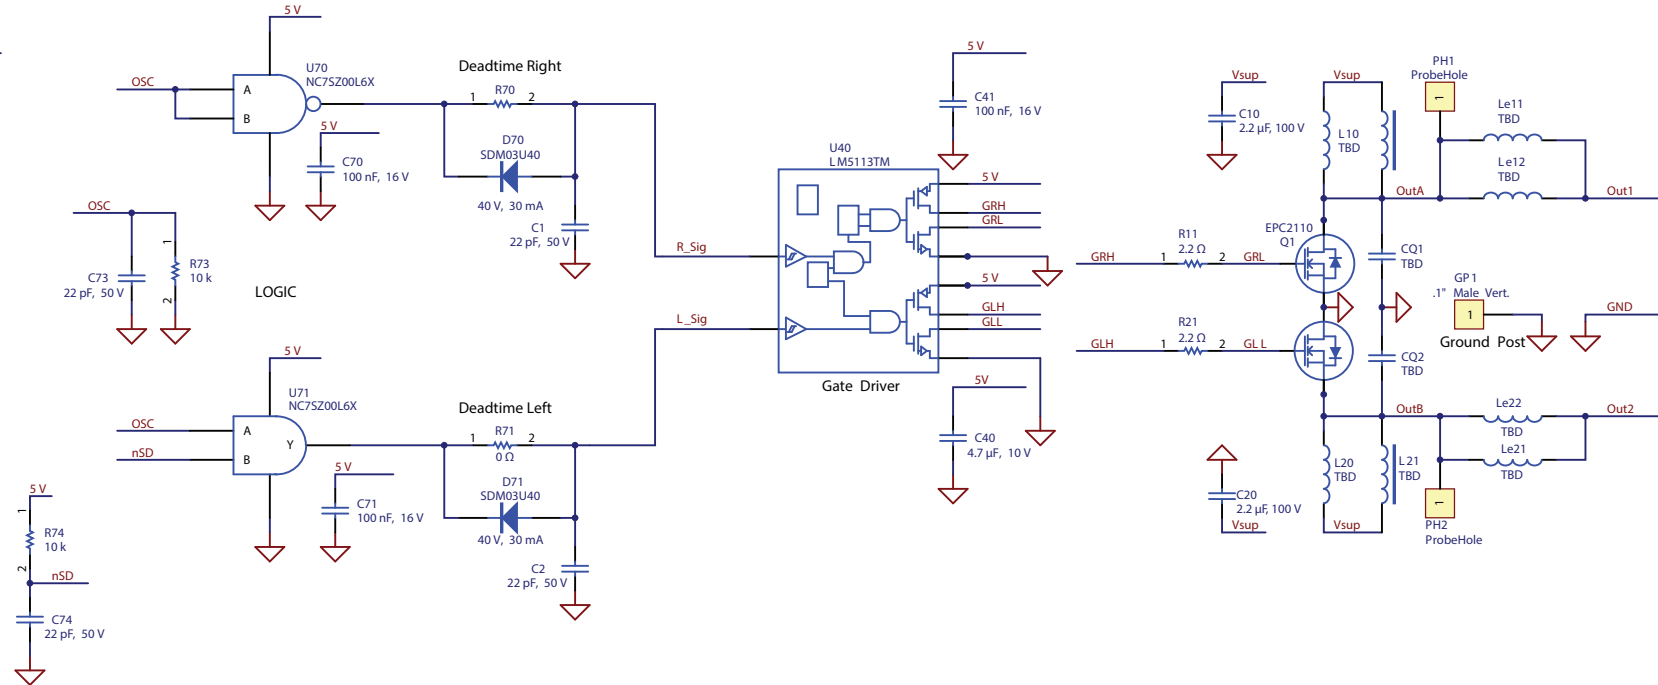 5 V
OSC
U70
NC7SZ00L6X
A
B
5 V
C70
100 nF, 16 V
Deadtime Right
1
R70
2
D70
SDM03U40
40 V, 30 mA
C1
22 pF, 50 V
OSC
1
R73
10 k
2
C73
22 pF, 50 V
LOGIC
5 V
U71
NC7SZ00L6X
OSC
nSD
A
B
Y
5 V
C71
100 nF, 16 V
Deadtime Left
1
R71
2
0 Ω
D71
SDM03U40
40 V, 30 mA
C2
22 pF, 50 V
5 V
1
R74
10 k
2
nSD
C74
22 pF, 50 V
R_Sig
L_Sig
U40
LM5113TM
Gate Driver
5 V
C41
100 nF, 16 V
5 V
GRH
GRL
5 V
GLH
GLL
5V
C40
4.7 µF, 10 V
GRH
1
R11
2.2 Ω
2
GRL
GLH
1
R21
2.2 Ω
2
GL L
EPC2110
Q1
Vsup
C10
2.2 µF, 100 V
Vsup
L10
TBD
PH1
ProbeHole
1
Le11
TBD
Le12
TBD
OutA
Out1
CQ1
TBD
GP1
.1" Male Vert.
1
Ground Post
GND
CQ2
TBD
OutB
Le22
TBD
Le21
TBD
Out2
L20
TBD
L21
TBD
C20
2.2 µF, 100 V
Vsup
Vsup
1
PH2
ProbeHole